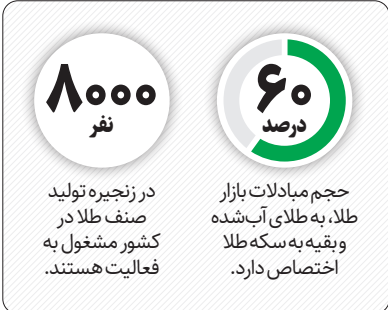 ۶۰
درصد
حجم مبادلات بازار
طلا، به طلای آب‌شده
و بقیه به سکه طلا
اختصاص دارد.
۸۰۰۰
نفر
در زنجیره تولید
صنف طلا در
کشور مشغول به
فعالیت هستند.